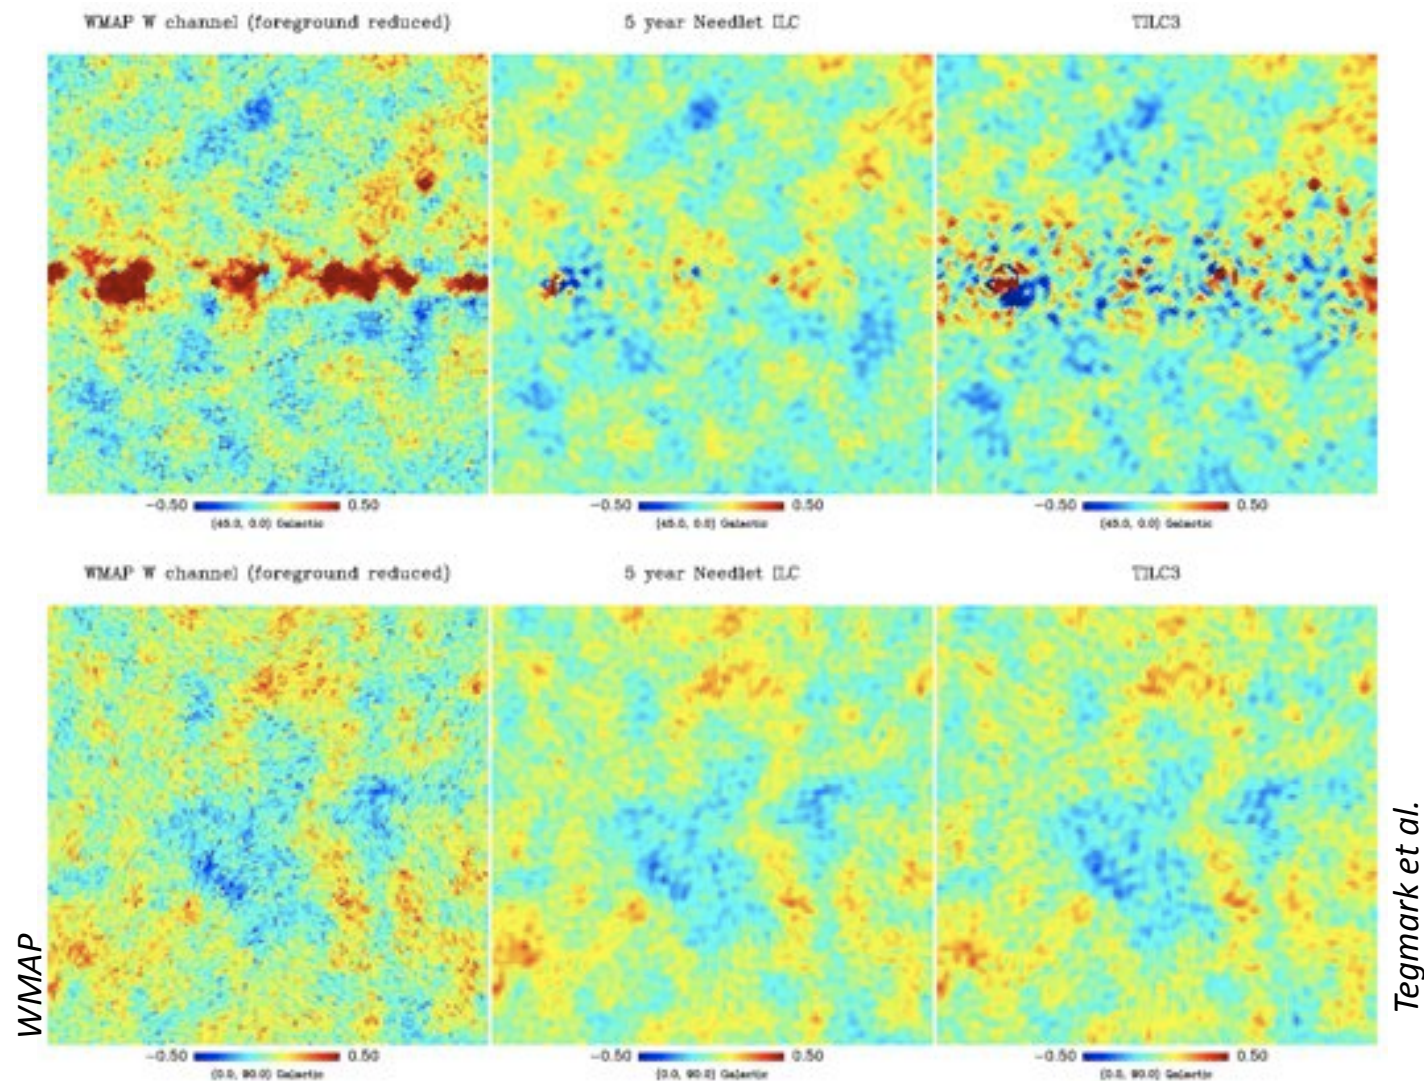 WMAP W channel (foreground reduced)
5 year Needlet ILC
TILC3
-0.50 0.50
(45.0, 0.0) Galactic
-0.50 0.50
(45.0, 0.0) Galactic
-0.50 0.50
(45.0, 0.0) Galactic
WMAP W channel (foreground reduced)
5 year Needlet ILC
TILC3
WMAP
Tegmark et al.
-0.50 0.50
(0.0, 90.0) Galactic
-0.50 0.50
(0.0, 90.0) Galactic
-0.50 0.50
(0.0, 90.0) Galactic